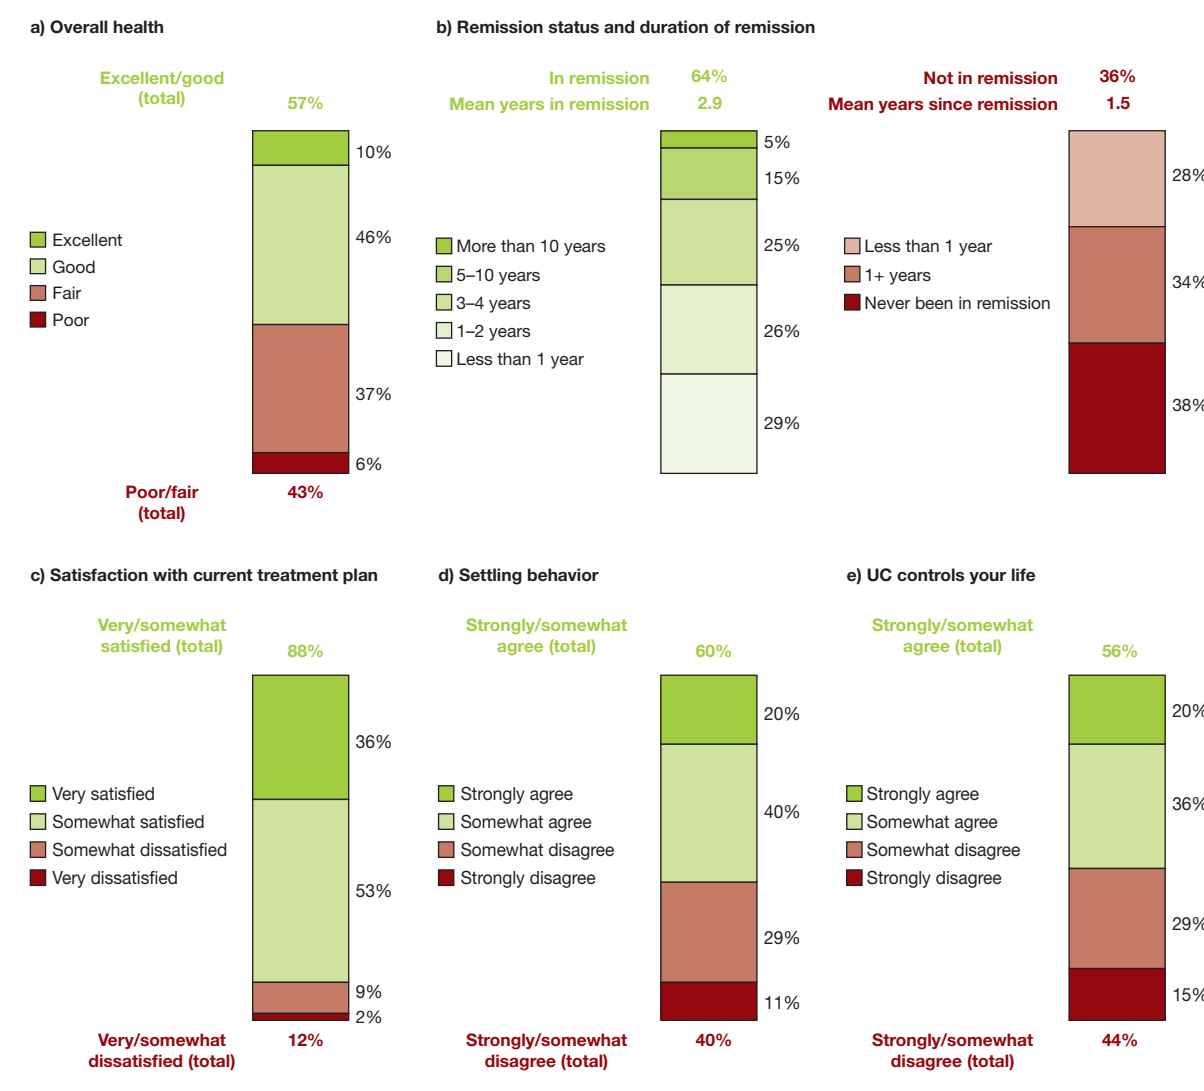 a) Overall health
Excellent/good
(total)
57%
10%
46%
37%
6%
Excellent
Good
Fair
Poor
Poor/fair
(total)
43%
b) Remission status and duration of remission
In remission
64%
Mean years in remission
2.9
5%
15%
25%
26%
29%
More than 10 years
5–10 years
3–4 years
1–2 years
Less than 1 year
Not in remission
36%
Mean years since remission
1.5
28%
34%
38%
Less than 1 year
1+ years
Never been in remission
c) Satisfaction with current treatment plan
Very/somewhat
satisfied (total)
88%
36%
53%
9%
2%
Very satisfied
Somewhat satisfied
Somewhat dissatisfied
Very dissatisfied
Very/somewhat
dissatisfied (total)
12%
d) Settling behavior
Strongly/somewhat
agree (total)
60%
20%
40%
29%
11%
Strongly agree
Somewhat agree
Somewhat disagree
Strongly disagree
Strongly/somewhat
disagree (total)
40%
e) UC controls your life
Strongly/somewhat
agree (total)
56%
20%
36%
29%
15%
Strongly agree
Somewhat agree
Somewhat disagree
Strongly disagree
Strongly/somewhat
disagree (total)
44%